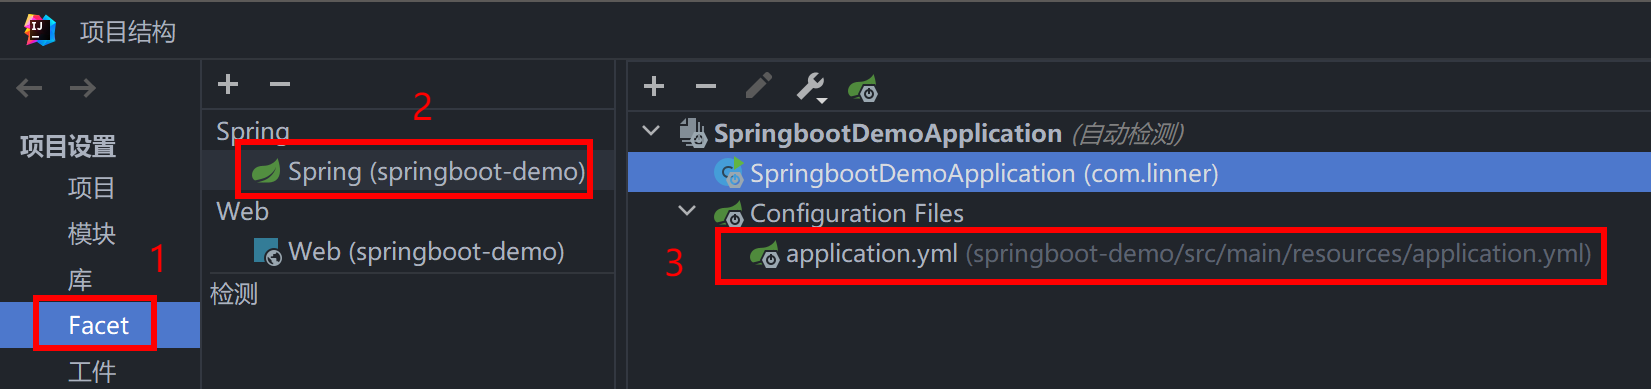 项目结构
项目设置
项目
模块
库
Facet
工件
1
2
Spring
Spring (springboot-demo)
Web
Web (springboot-demo)
检测
SpringbootDemoApplication (自动检测)
SpringbootDemoApplication (com.linner)
Configuration Files
3
application.yml (springboot-demo/src/main/resources/application.yml)